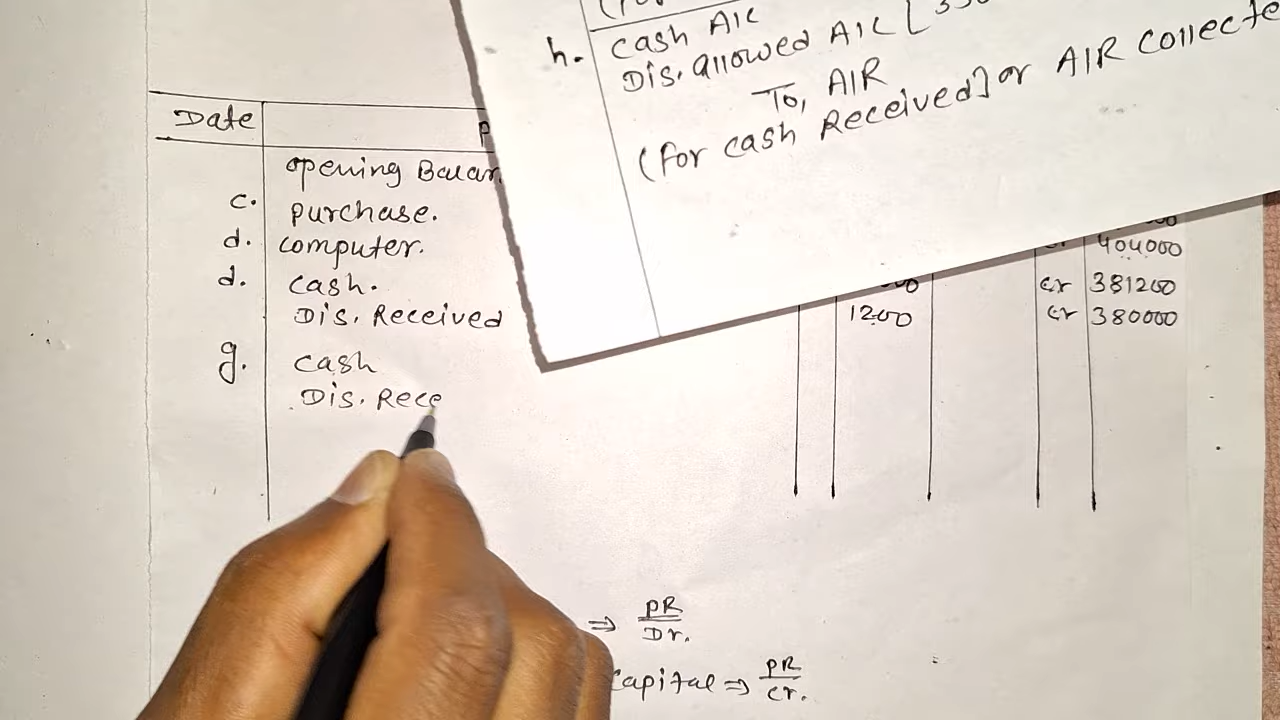 h. Cash A/C
Dis. allowed A/C [
To, A/R
(For cash Received] or A/R collecte
Date
opening Balan
c. purchase.
d. computer. 404000
d. cash. cr 381200
Dis. Received 1200 cr 380000
g. cash
Dis. Rece
⇒ PR
Dr.
Capital ⇒ PR
cr.